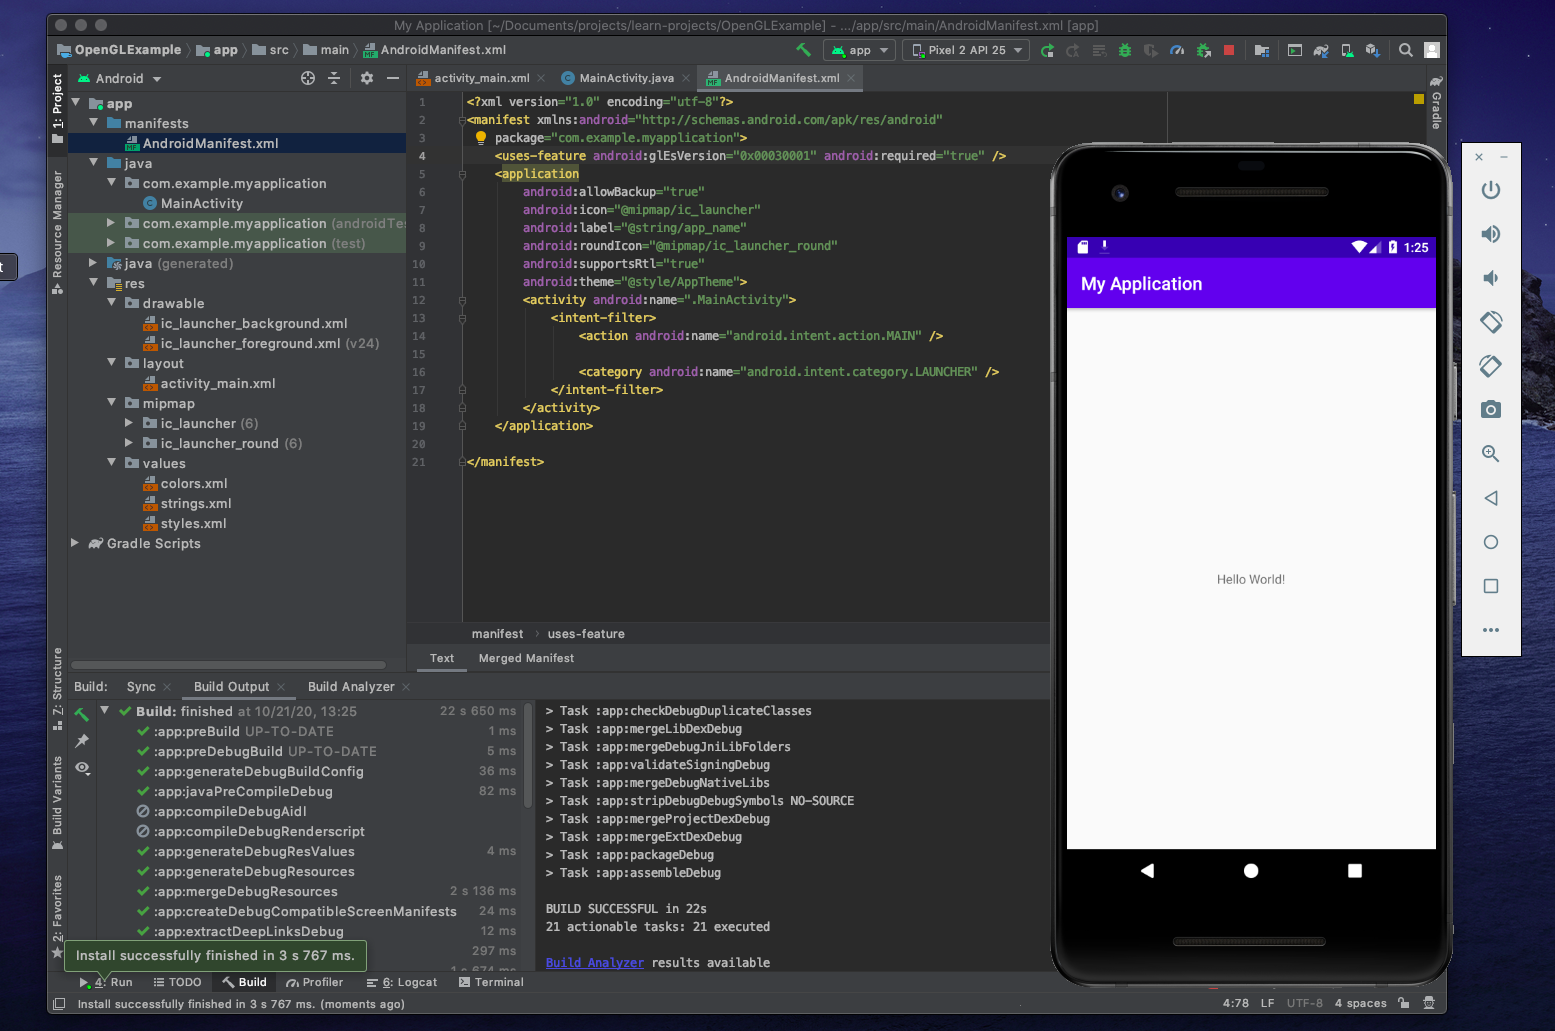 My Application [~/Documents/projects/learn-projects/OpenGLExample] - .../app/src/main/AndroidManifest.xml [app]
OpenGLExample app src main AndroidManifest.xml
app Pixel 2 API 25
Android
activity_main.xml MainActivity.java AndroidManifest.xml
1: Project
Resource Manager
Z: Structure
Build Variants
2: Favorites
Gradle
app
manifests
AndroidManifest.xml
java
com.example.myapplication
MainActivity
com.example.myapplication (androidTe
com.example.myapplication (test)
java (generated)
res
drawable
ic_launcher_background.xml
ic_launcher_foreground.xml (v24)
layout
activity_main.xml
mipmap
ic_launcher (6)
ic_launcher_round (6)
values
colors.xml
strings.xml
styles.xml
Gradle Scripts
1 <?xml version="1.0" encoding="utf-8"?>
2 <manifest xmlns:android="http://schemas.android.com/apk/res/android"
3 package="com.example.myapplication">
4 <uses-feature android:glEsVersion="0x00030001" android:required="true" />
5 <application
6 android:allowBackup="true"
7 android:icon="@mipmap/ic_launcher"
8 android:label="@string/app_name"
9 android:roundIcon="@mipmap/ic_launcher_round"
10 android:supportsRtl="true"
11 android:theme="@style/AppTheme">
12 <activity android:name=".MainActivity">
13 <intent-filter>
14 <action android:name="android.intent.action.MAIN" />
15
16 <category android:name="android.intent.category.LAUNCHER" />
17 </intent-filter>
18 </activity>
19 </application>
20
21 </manifest>
manifest uses-feature
Text Merged Manifest
1:25
My Application
Hello World!
Build: Sync Build Output Build Analyzer
Build: finished at 10/21/20, 13:25 22 s 650 ms
:app:preBuild UP-TO-DATE 1 ms
:app:preDebugBuild UP-TO-DATE 5 ms
:app:generateDebugBuildConfig 36 ms
:app:javaPreCompileDebug 82 ms
:app:compileDebugAidl
:app:compileDebugRenderscript
:app:generateDebugResValues 4 ms
:app:generateDebugResources
:app:mergeDebugResources 2 s 136 ms
:app:createDebugCompatibleScreenManifests 24 ms
:app:extractDeepLinksDebug 12 ms
297 ms
1 s 674 ms
> Task :app:checkDebugDuplicateClasses
> Task :app:mergeLibDexDebug
> Task :app:mergeDebugJniLibFolders
> Task :app:validateSigningDebug
> Task :app:mergeDebugNativeLibs
> Task :app:stripDebugDebugSymbols NO-SOURCE
> Task :app:mergeProjectDexDebug
> Task :app:mergeExtDexDebug
> Task :app:packageDebug
> Task :app:assembleDebug
BUILD SUCCESSFUL in 22s
21 actionable tasks: 21 executed
Build Analyzer results available
Install successfully finished in 3 s 767 ms.
4: Run TODO Build Profiler 6: Logcat Terminal
Install successfully finished in 3 s 767 ms. (moments ago) 4:78 LF UTF-8 4 spaces